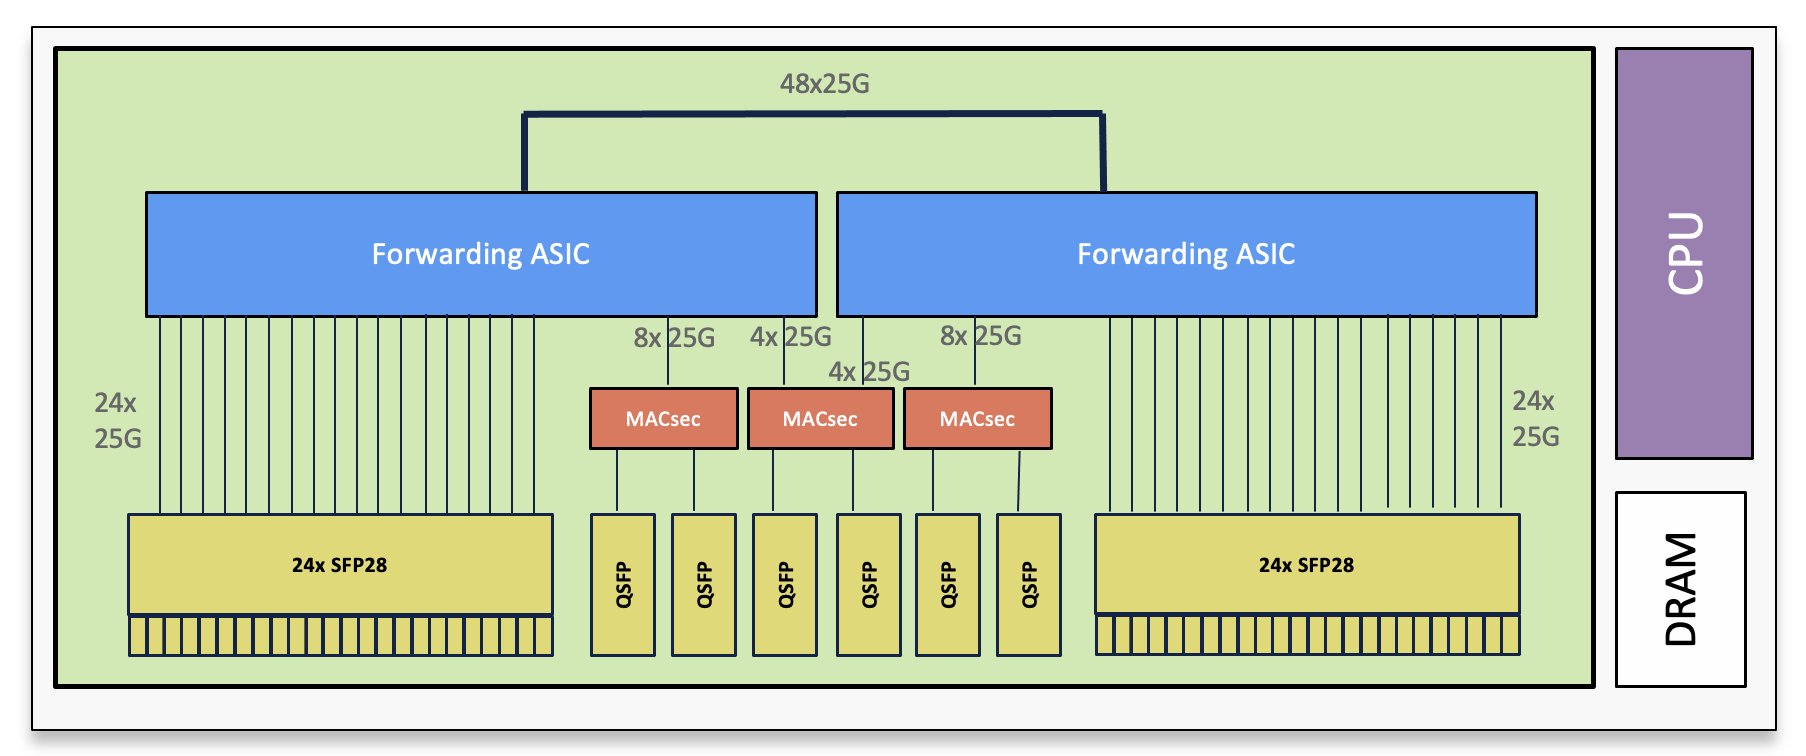 48x25G
Forwarding ASIC
Forwarding ASIC
CPU
8x 25G
4x 25G
8x 25G
4x 25G
24x
25G
24x
25G
MACsec
MACsec
MACsec
24x SFP28
QSFP
QSFP
QSFP
QSFP
QSFP
QSFP
24x SFP28
DRAM